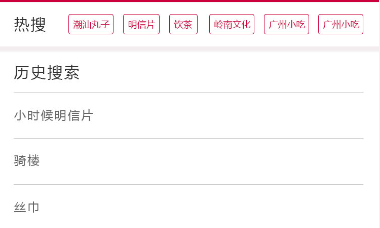 热搜 潮汕丸子 明信片 饮茶 岭南文化 广州小吃 广州小吃
历史搜索
小时候明信片
骑楼
丝巾